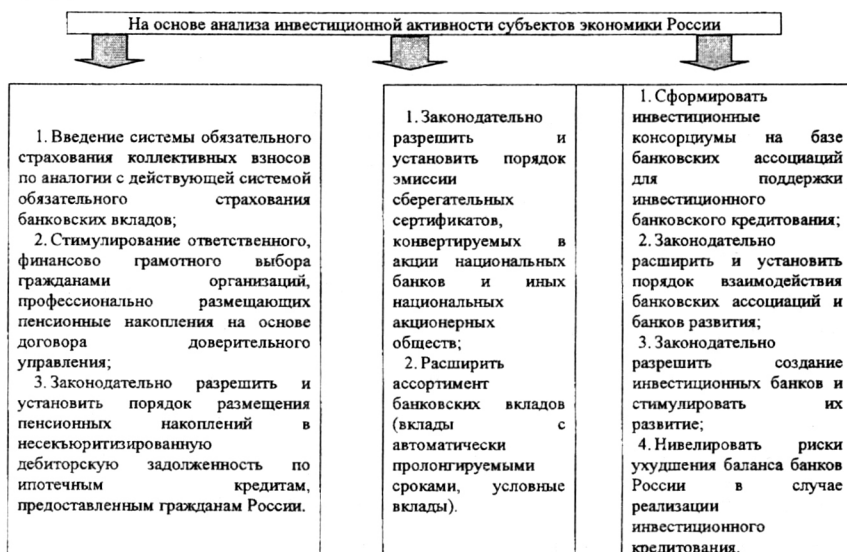 На основе анализа инвестиционной активности субъектов экономики России
1. Введение системы обязательного
страхования коллективных взносов
по аналогии с действующей системой
обязательного страхования
банковских вкладов;
2. Стимулирование ответственного,
финансово грамотного выбора
гражданами организаций,
профессионально размещающих
пенсионные накопления на основе
договора доверительного
управления;
3. Законодательно разрешить и
установить порядок размещения
пенсионных накоплений в
несекъюритизированную
дебиторскую задолженность по
ипотечным кредитам,
предоставленным гражданам России.
1. Законодательно
разрешить и
установить порядок
эмиссии
сберегательных
сертификатов,
конвертируемых в
акции национальных
банков и иных
национальных
акционерных
обществ;
2. Расширить
ассортимент
банковских вкладов
(вклады с
автоматически
пролонгируемыми
сроками, условные
вклады).
1. Сформировать
инвестиционные
консорциумы на базе
банковских ассоциаций
для поддержки
инвестиционного
банковского кредитования;
2. Законодательно
расширить и установить
порядок взаимодействия
банковских ассоциаций и
банков развития;
3. Законодательно
разрешить создание
инвестиционных банков и
стимулировать их
развитие;
4. Нивелировать риски
ухудшения баланса банков
России в случае
реализации
инвестиционного
кредитования.